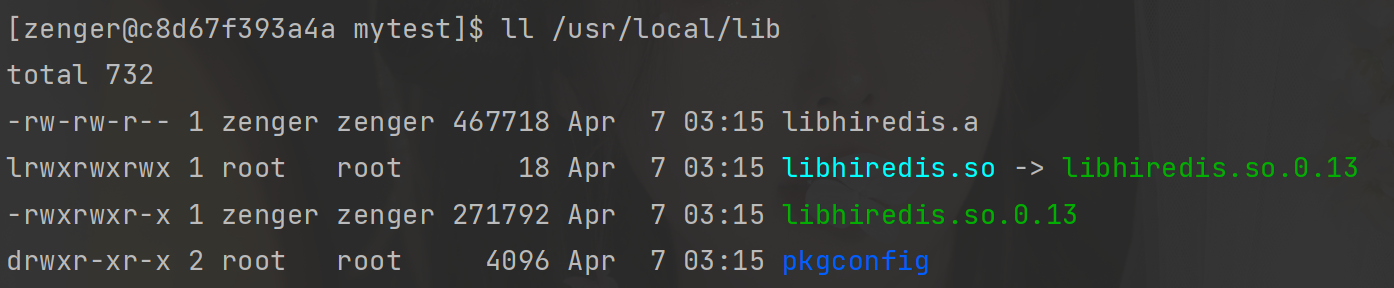 [zenger@c8d67f393a4a mytest]$ ll /usr/local/lib
total 732
-rw-rw-r-- 1 zenger zenger 467718 Apr  7 03:15 libhiredis.a
lrwxrwxrwx 1 root   root       18 Apr  7 03:15 libhiredis.so -> libhiredis.so.0.13
-rwxrwxr-x 1 zenger zenger 271792 Apr  7 03:15 libhiredis.so.0.13
drwxr-xr-x 2 root   root     4096 Apr  7 03:15 pkgconfig